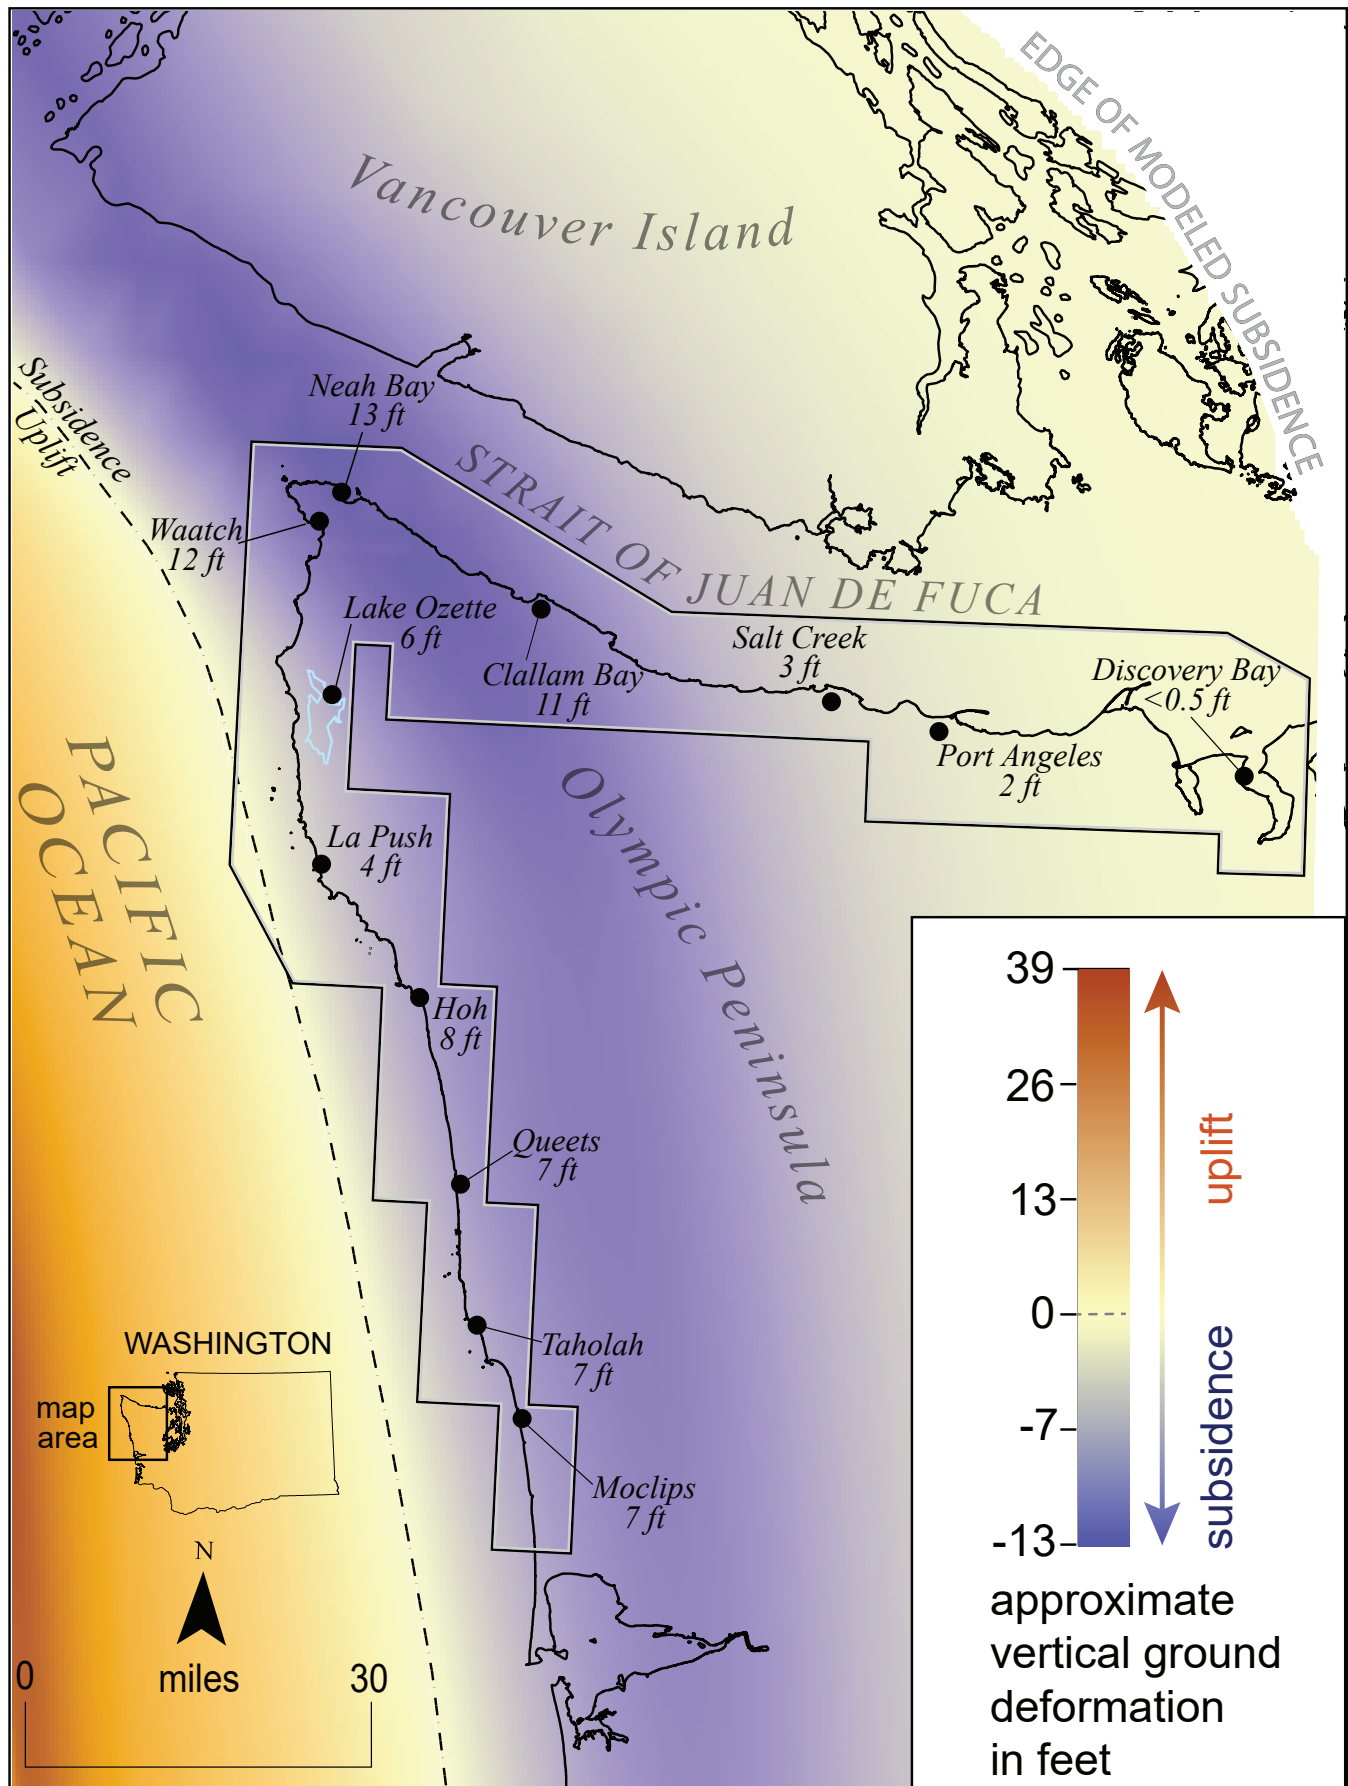 EDGE OF MODELED SUBSIDENCE
Vancouver Island
Subsidence
Uplift
Neah Bay
13 ft
STRAIT OF JUAN DE FUCA
Waatch
12 ft
Lake Ozette
6 ft
Clallam Bay
11 ft
Salt Creek
3 ft
Discovery Bay
<0.5 ft
Port Angeles
2 ft
PACIFIC
OCEAN
Olympic Peninsula
La Push
4 ft
Hoh
8 ft
Queets
7 ft
Taholah
7 ft
Moclips
7 ft
WASHINGTON
map
area
N
0 miles 30
39
26
13
0
-7
-13
uplift
subsidence
approximate
vertical ground
deformation
in feet